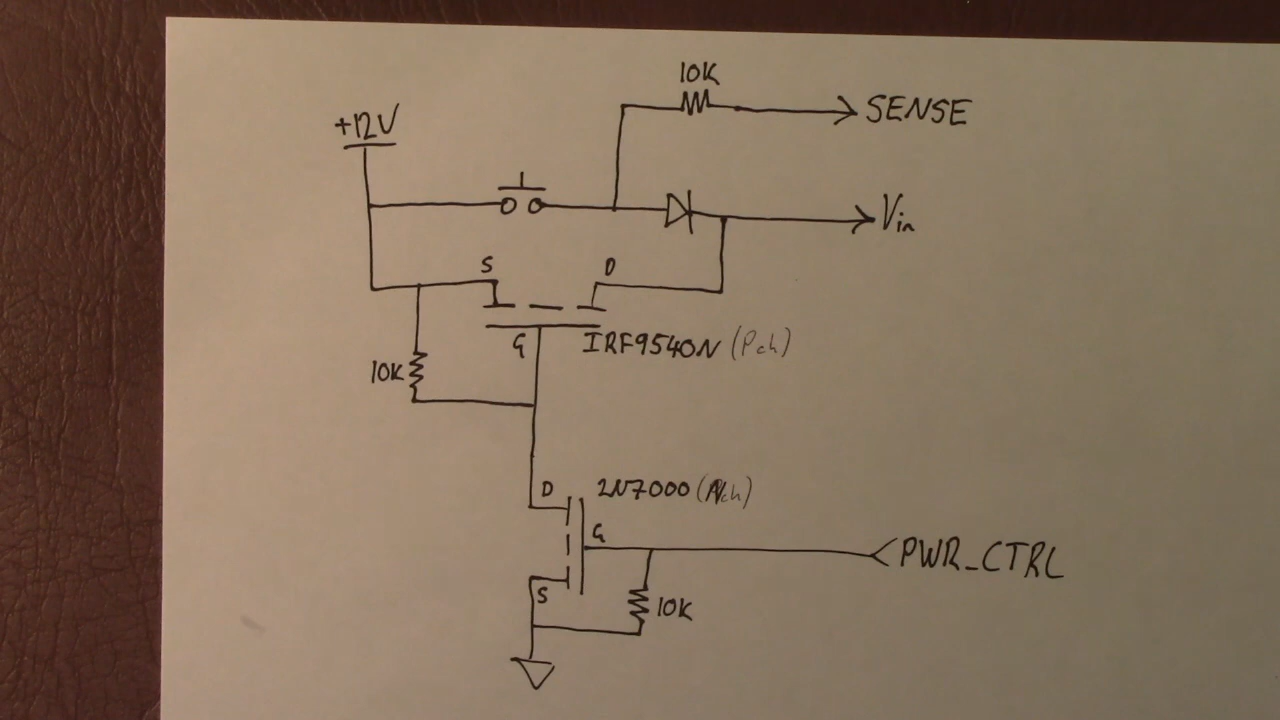 10K
SENSE
+12V
Vin
S
D
G
IRF9540N (Pch)
10K
D
2N7000 (Nch)
G
PWR_CTRL
S
10K